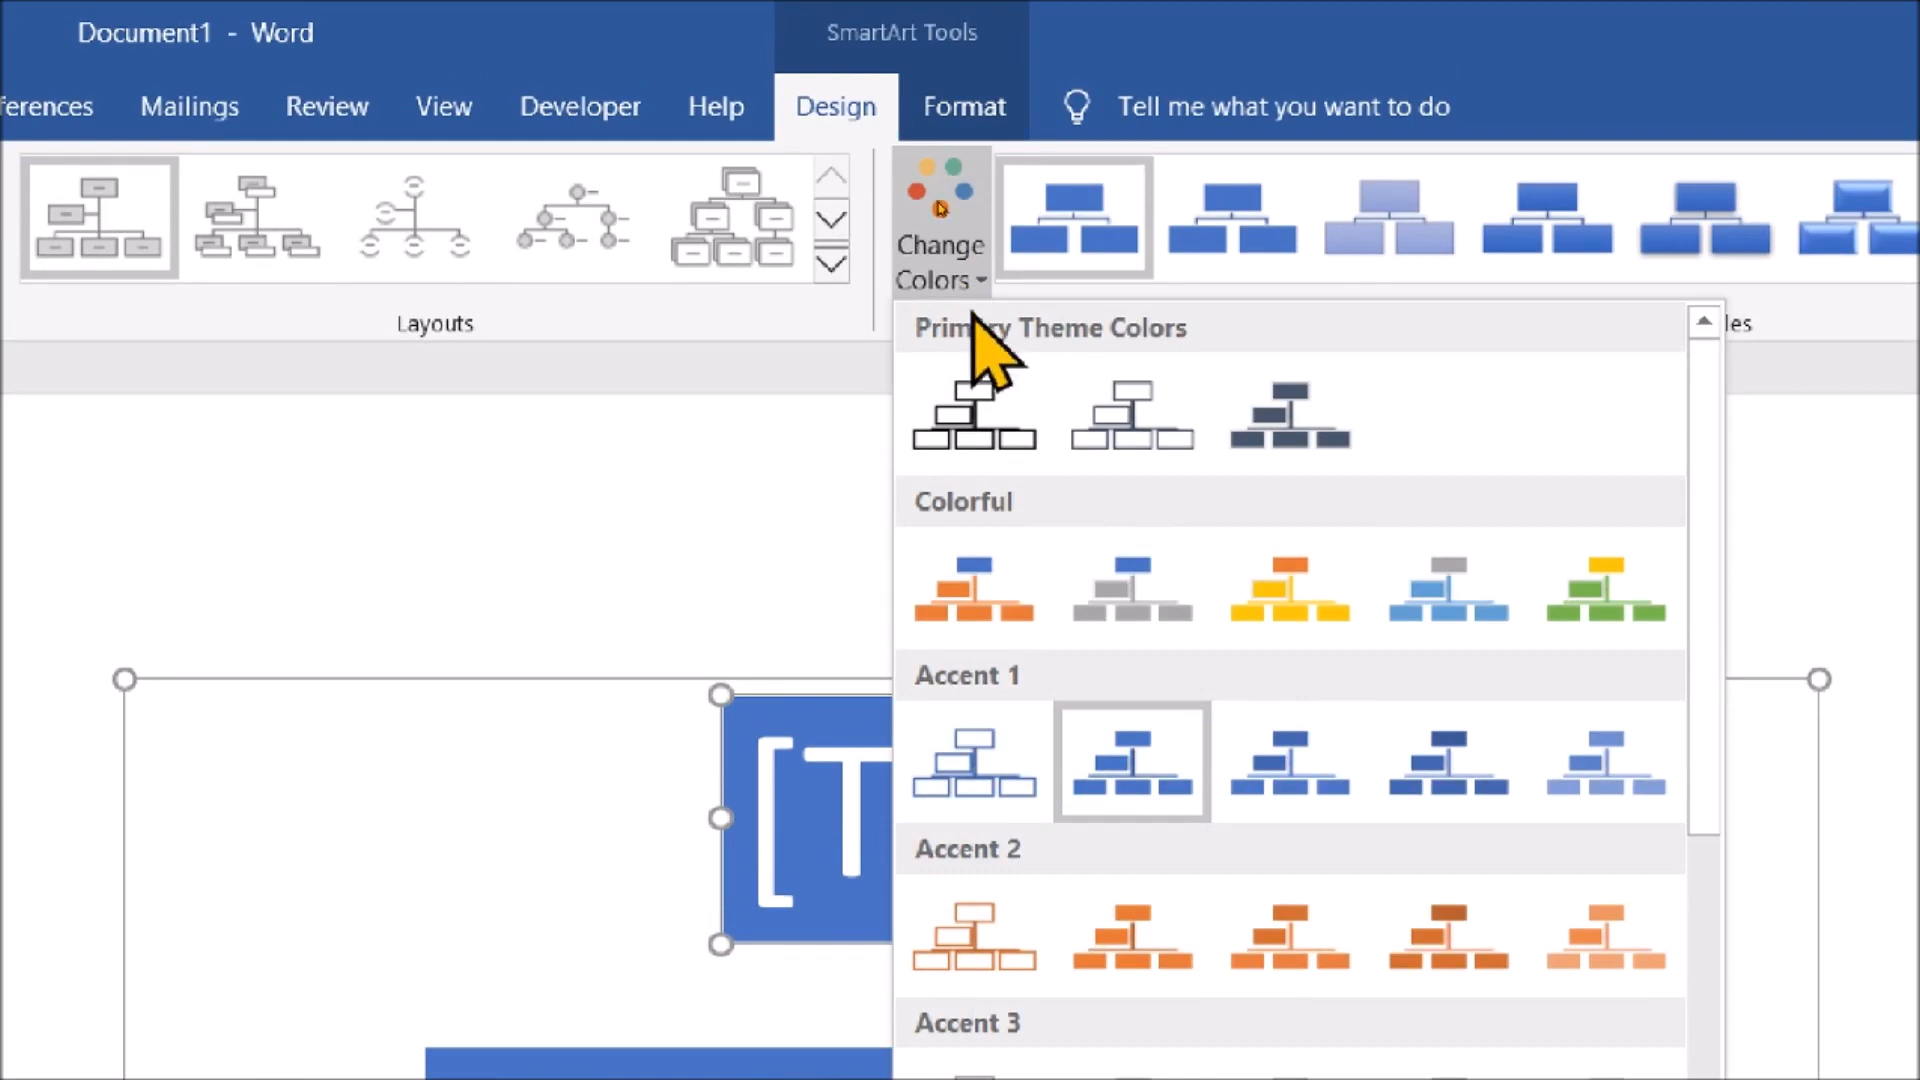 Document1 - Word
SmartArt Tools
ferences Mailings Review View Developer Help Design Format Tell me what you want to do
Change
Colors
Layouts
les
Primary Theme Colors
Colorful
Accent 1
[T
Accent 2
Accent 3